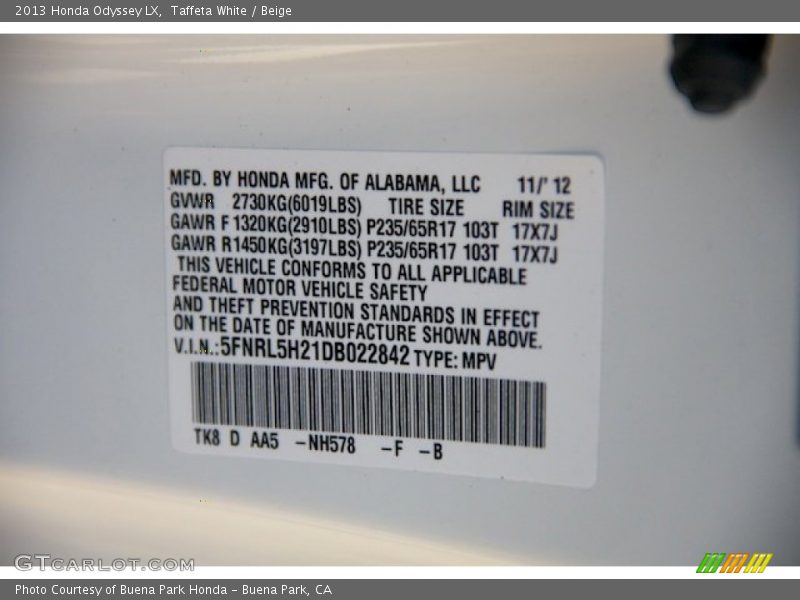 2013 Honda Odyssey LX, Taffeta White / Beige
MFD. BY HONDA MFG. OF ALABAMA, LLC 11/' 12
GVWR 2730KG(6019LBS) TIRE SIZE RIM SIZE
GAWR F 1320KG(2910LBS) P235/65R17 103T 17X7J
GAWR R1450KG(3197LBS) P235/65R17 103T 17X7J
THIS VEHICLE CONFORMS TO ALL APPLICABLE
FEDERAL MOTOR VEHICLE SAFETY
AND THEFT PREVENTION STANDARDS IN EFFECT
ON THE DATE OF MANUFACTURE SHOWN ABOVE.
V.I.N.:5FNRL5H21DB022842 TYPE: MPV
TK8 D AA5 -NH578 -F -B
GTCarLot.com
Photo Courtesy of Buena Park Honda - Buena Park, CA